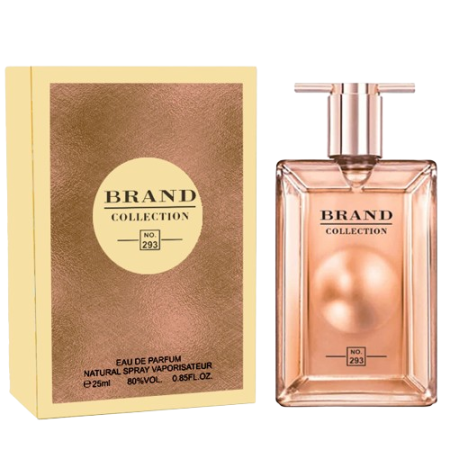 BRAND
COLLECTION
NO.
293
EAU DE PARFUM
NATURAL SPRAY VAPORISATEUR
℮25ml 80%VOL. 0.85FL.OZ.
BRAND
COLLECTION
NO.
293